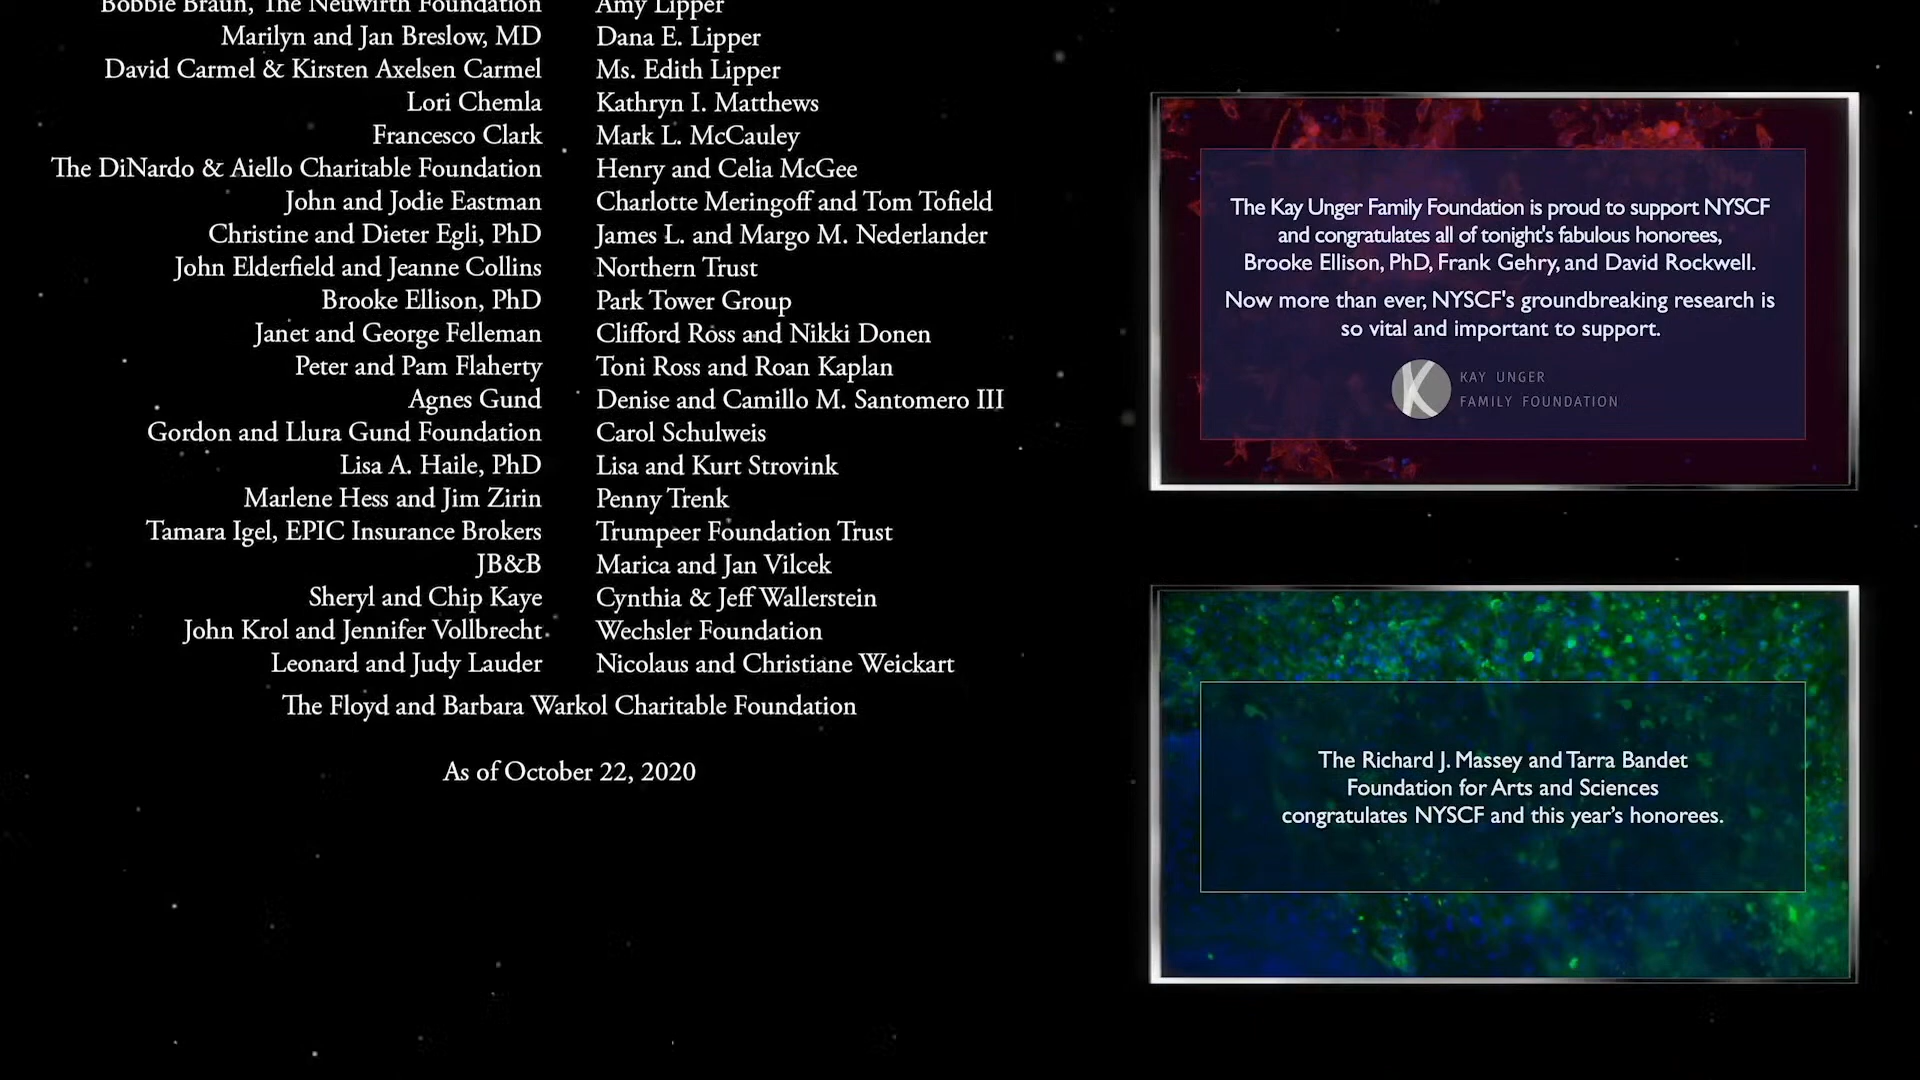 Bobbie Braun, The Neuwirth Foundation
Marilyn and Jan Breslow, MD
David Carmel & Kirsten Axelsen Carmel
Lori Chemla
Francesco Clark
The DiNardo & Aiello Charitable Foundation
John and Jodie Eastman
Christine and Dieter Egli, PhD
John Elderfield and Jeanne Collins
Brooke Ellison, PhD
Janet and George Felleman
Peter and Pam Flaherty
Agnes Gund
Gordon and Llura Gund Foundation
Lisa A. Haile, PhD
Marlene Hess and Jim Zirin
Tamara Igel, EPIC Insurance Brokers
JB&B
Sheryl and Chip Kaye
John Krol and Jennifer Vollbrecht
Leonard and Judy Lauder
Amy Lipper
Dana E. Lipper
Ms. Edith Lipper
Kathryn I. Matthews
Mark L. McCauley
Henry and Celia McGee
Charlotte Meringoff and Tom Tofield
James L. and Margo M. Nederlander
Northern Trust
Park Tower Group
Clifford Ross and Nikki Donen
Toni Ross and Roan Kaplan
Denise and Camillo M. Santomero III
Carol Schulweis
Lisa and Kurt Strovink
Penny Trenk
Trumpeer Foundation Trust
Marica and Jan Vilcek
Cynthia & Jeff Wallerstein
Wechsler Foundation
Nicolaus and Christiane Weickart
The Floyd and Barbara Warkol Charitable Foundation
As of October 22, 2020
The Kay Unger Family Foundation is proud to support NYSCF
and congratulates all of tonight's fabulous honorees,
Brooke Ellison, PhD, Frank Gehry, and David Rockwell.
Now more than ever, NYSCF's groundbreaking research is
so vital and important to support.
K
KAY UNGER
FAMILY FOUNDATION
The Richard J. Massey and Tarra Bandet
Foundation for Arts and Sciences
congratulates NYSCF and this year’s honorees.